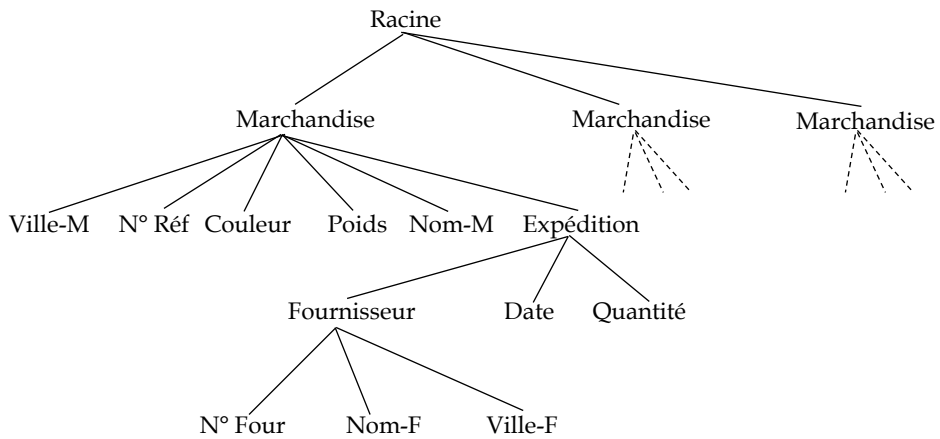 Racine
Marchandise Marchandise Marchandise
Ville-M N° Réf Couleur Poids Nom-M Expédition
Fournisseur Date Quantité
N° Four Nom-F Ville-F